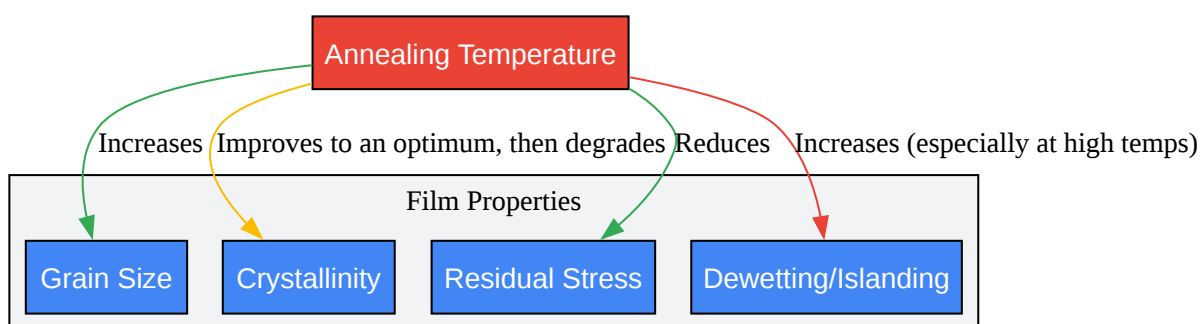 Annealing Temperature
Increases
Improves to an optimum, then degrades
Reduces
Increases (especially at high temps)
Film Properties
Grain Size
Crystallinity
Residual Stress
Dewetting/Islanding